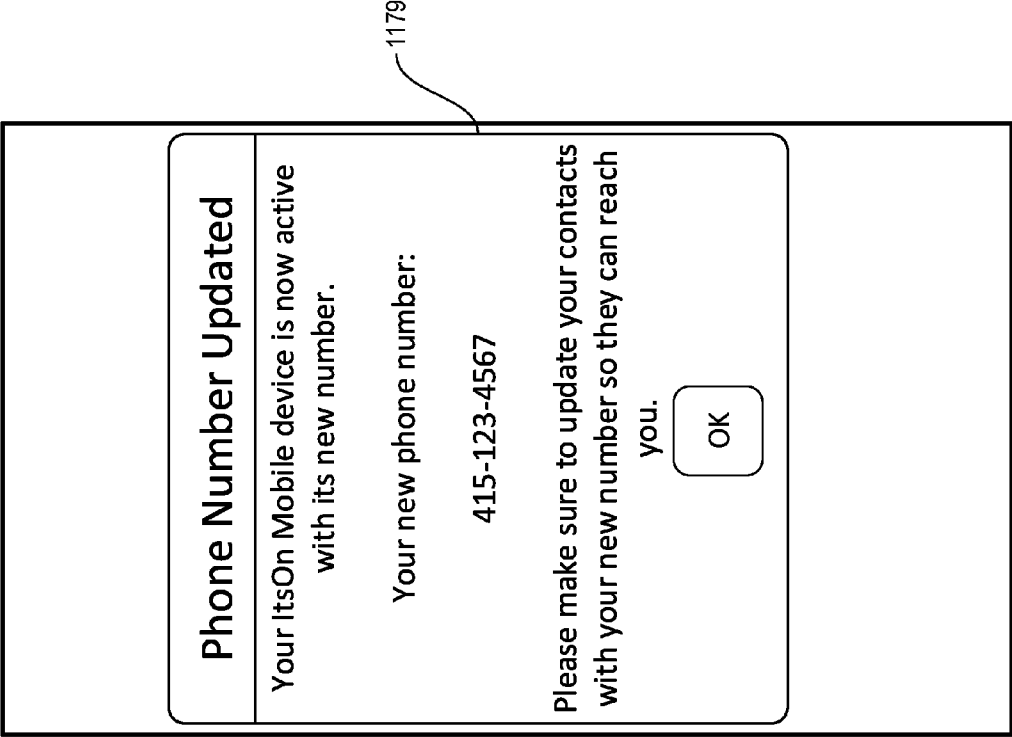 Phone Number Updated
Your ItsOn Mobile device is now active
with its new number.
Your new phone number:
415-123-4567
Please make sure to update your contacts
with your new number so they can reach
you.
OK
1179